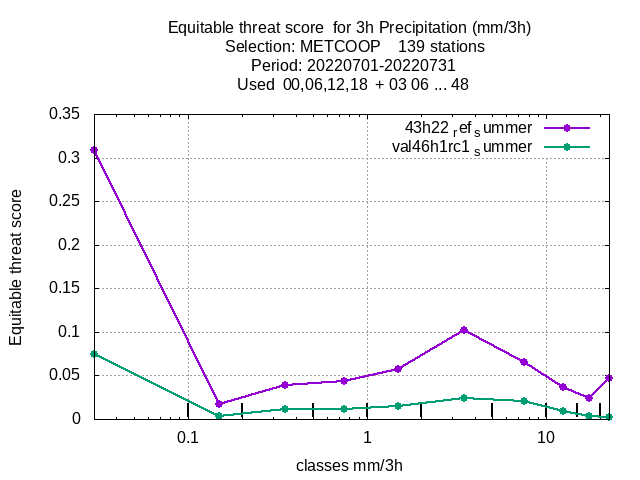 Equitable threat score  for 3h Precipitation (mm/3h)
Selection: METCOOP    139 stations
Period: 20220701-20220731
Used  00,06,12,18  + 03 06 ... 48
0.35
0.3
0.25
0.2
0.15
0.1
0.05
0
Equitable threat score
43h22 ref summer
val46h1rc1 summer
0.1 1 10
classes mm/3h